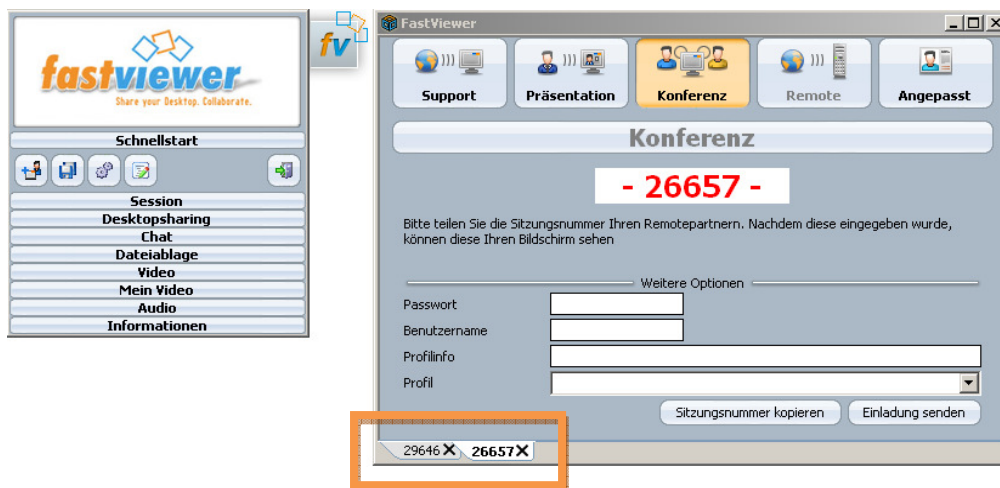 fastviewer
Share your Desktop. Collaborate.
Schnellstart
Session
Desktopsharing
Chat
Dateiablage
Video
Mein Video
Audio
Informationen
fv
FastViewer
Support
Präsentation
Konferenz
Remote
Angepasst
Konferenz
- 26657 -
Bitte teilen Sie die Sitzungsnummer Ihren Remotepartnern. Nachdem diese eingegeben wurde,
können diese Ihren Bildschirm sehen
Weitere Optionen
Passwort
Benutzername
Profilinfo
Profil
Sitzungsnummer kopieren
Einladung senden
29646 26657